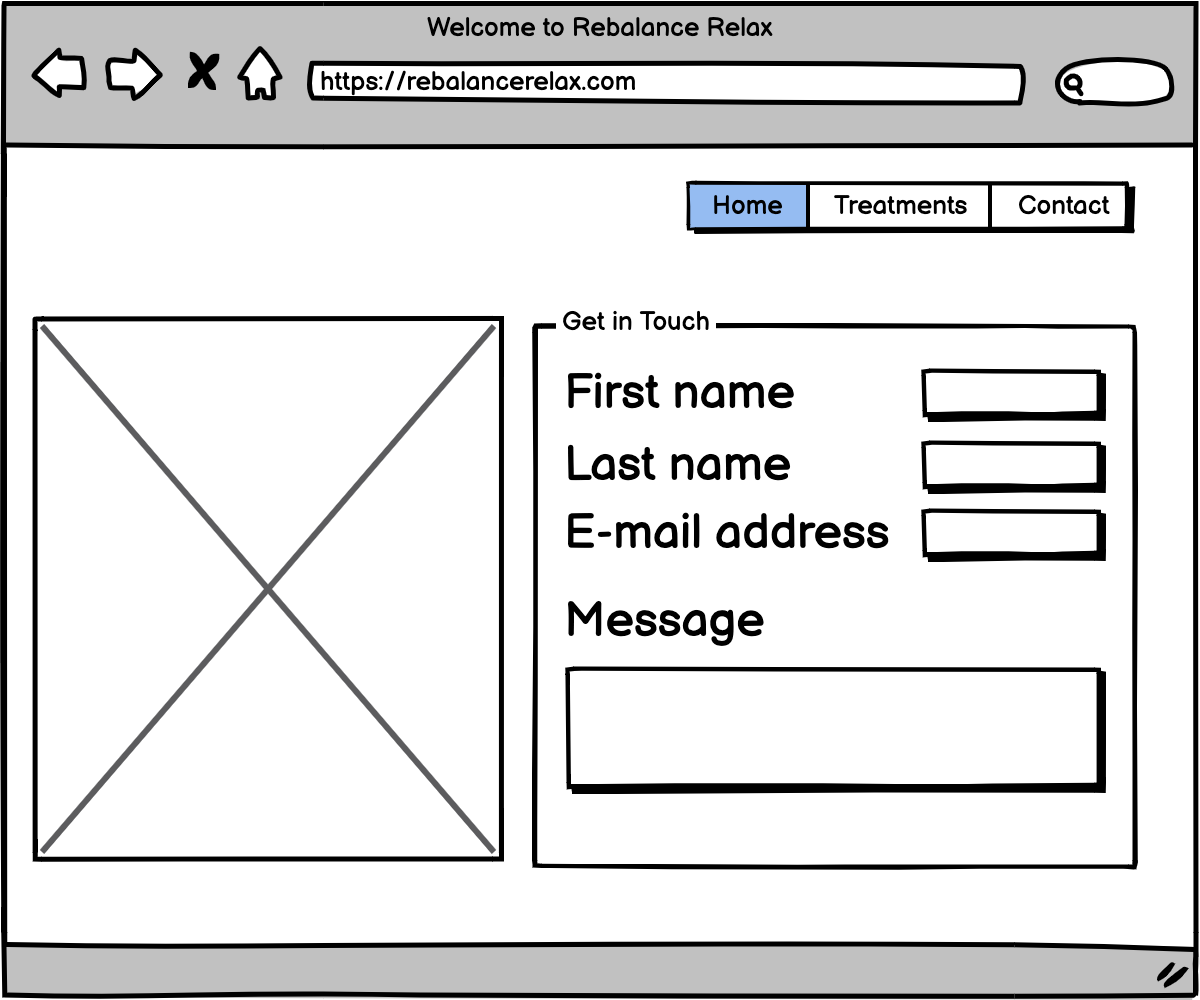 Welcome to Rebalance Relax
https://rebalancerelax.com
Home Treatments Contact
Get in Touch
First name
Last name
E-mail address
Message